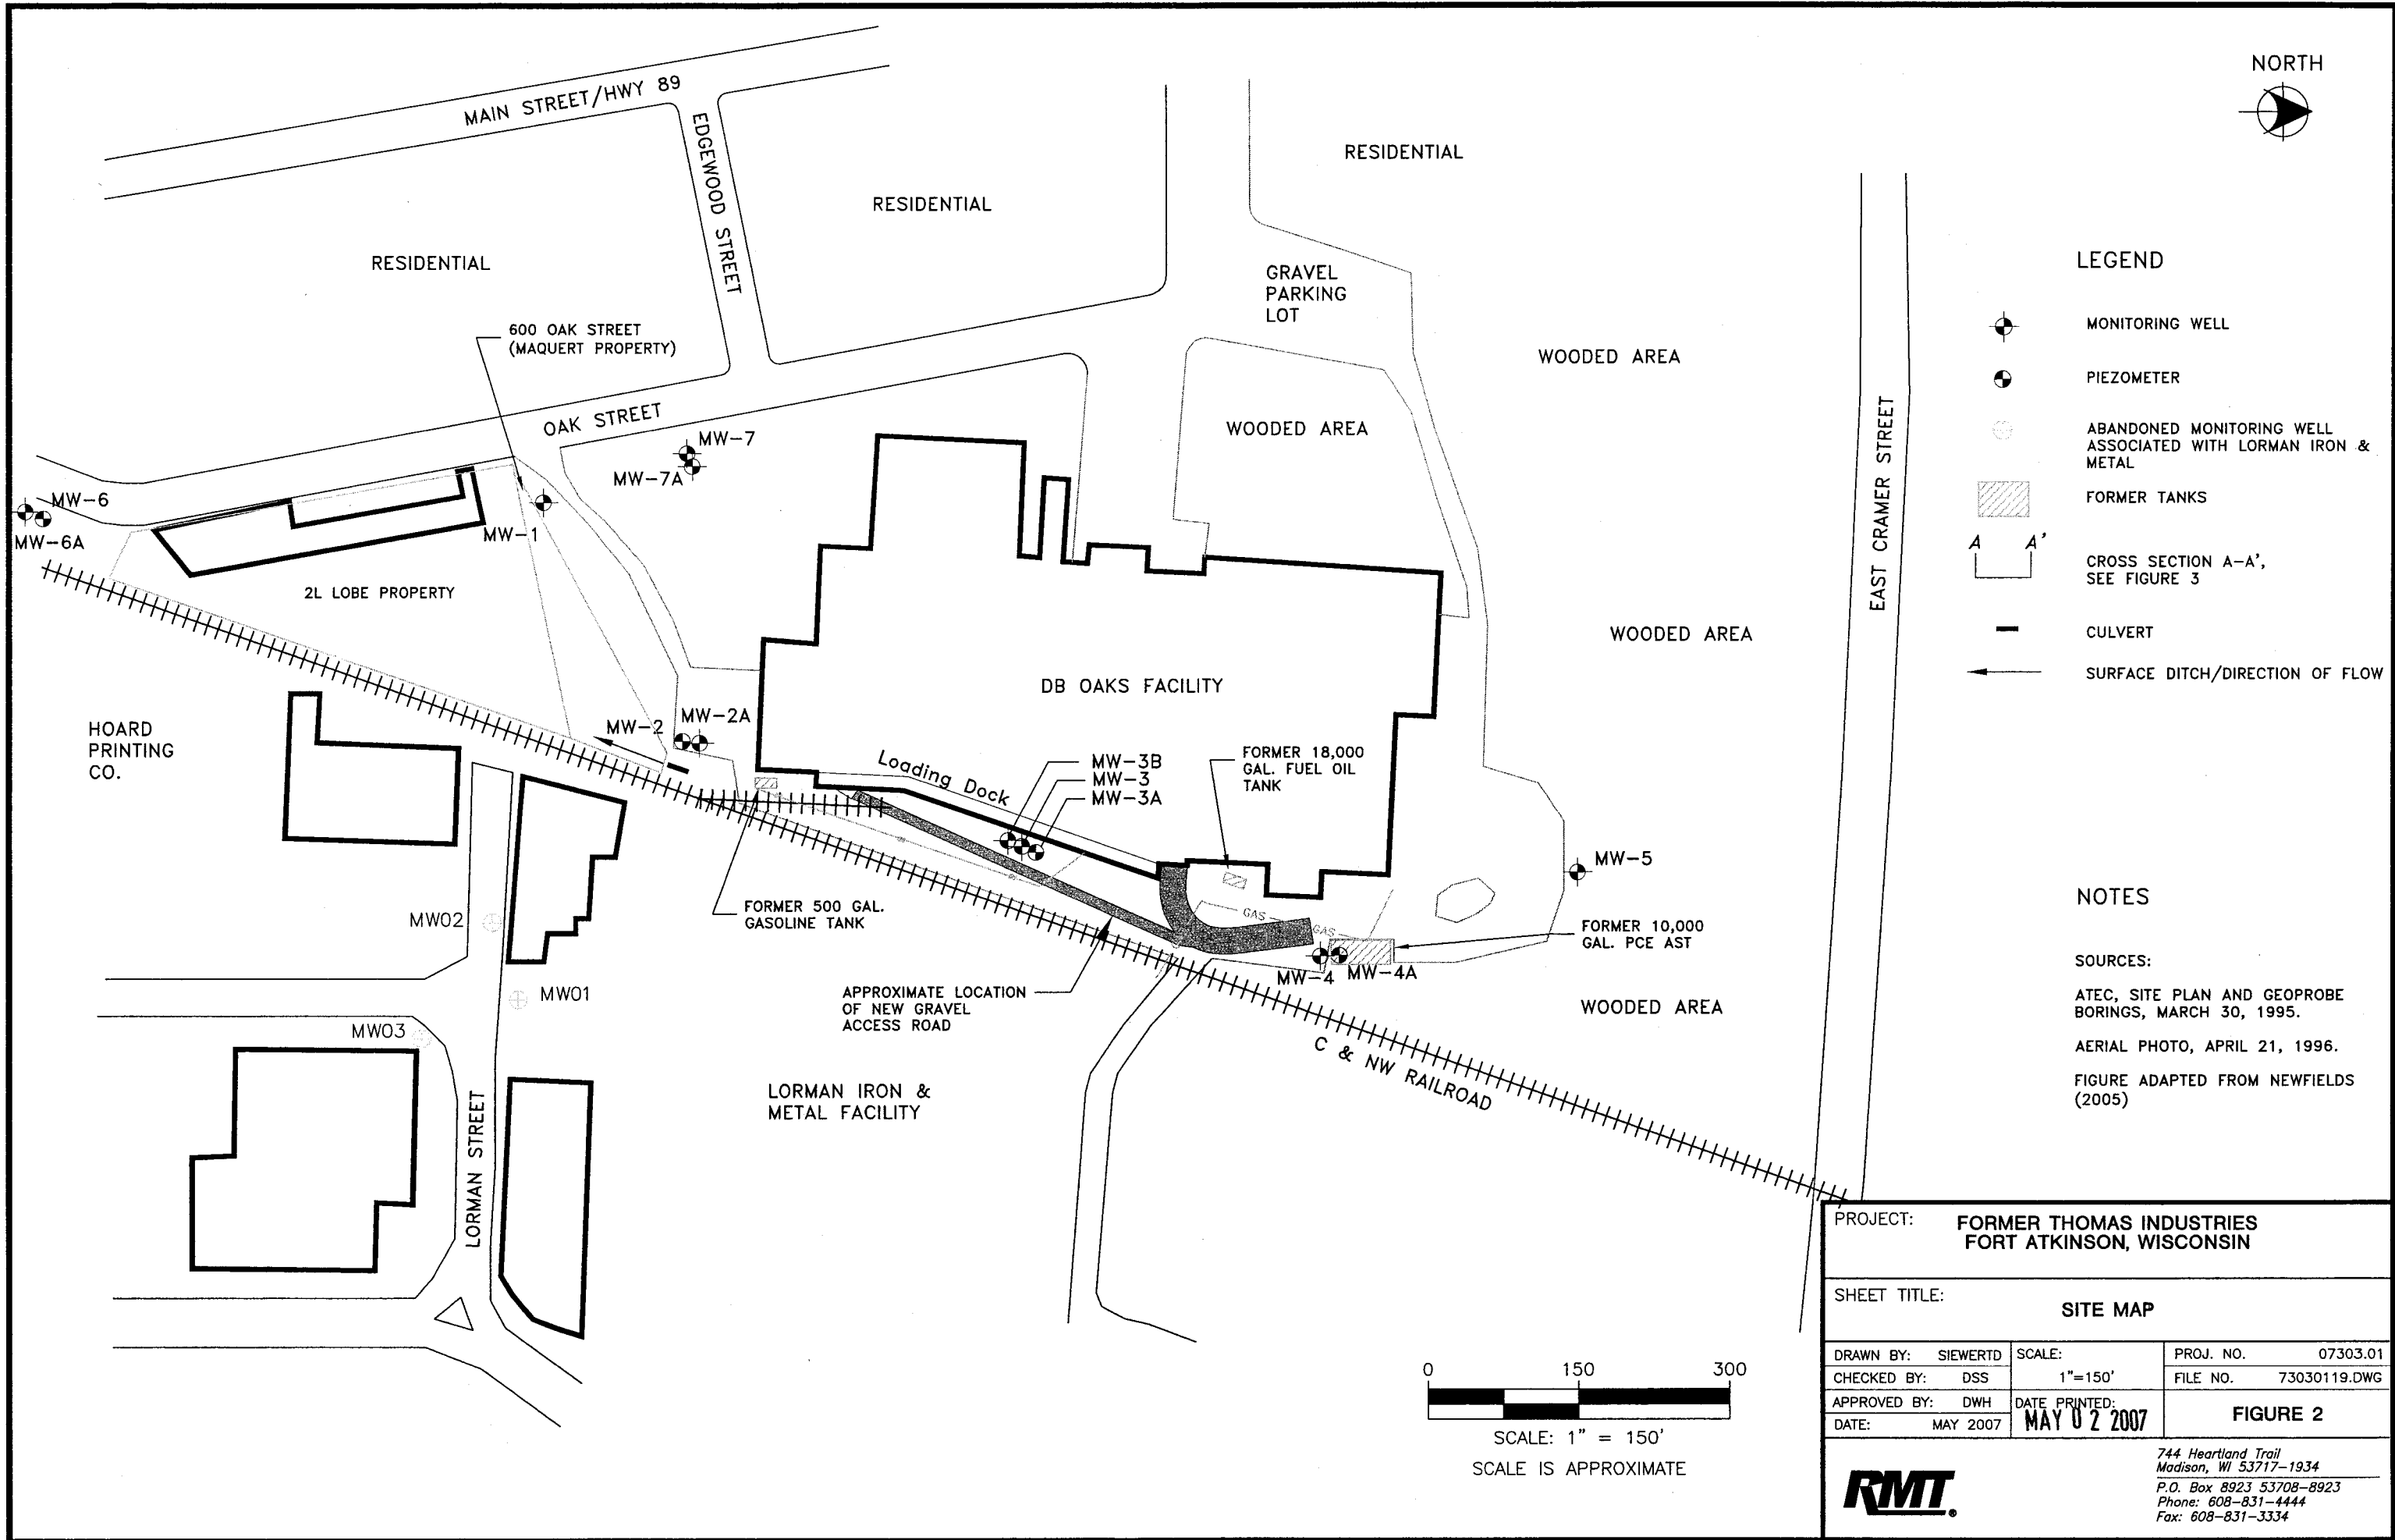 NORTH
MAIN STREET/HWY 89
EDGEWOOD STREET
RESIDENTIAL
RESIDENTIAL
RESIDENTIAL
600 OAK STREET
(MAQUERT PROPERTY)
GRAVEL
PARKING
LOT
WOODED AREA
WOODED AREA
OAK STREET
MW-7
MW-7A
MW-6
MW-6A
MW-1
2L LOBE PROPERTY
EAST CRAMER STREET
WOODED AREA
DB OAKS FACILITY
HOARD
PRINTING
CO.
MW-2
MW-2A
Loading Dock
MW-3B
MW-3
MW-3A
FORMER 18,000
GAL. FUEL OIL
TANK
MW-5
FORMER 500 GAL.
GASOLINE TANK
GAS
GAS
FORMER 10,000
GAL. PCE AST
MW-4
MW-4A
MW02
MW01
MW03
APPROXIMATE LOCATION
OF NEW GRAVEL
ACCESS ROAD
WOODED AREA
C & NW RAILROAD
LORMAN IRON &
METAL FACILITY
LORMAN STREET
LEGEND
MONITORING WELL
PIEZOMETER
ABANDONED MONITORING WELL
ASSOCIATED WITH LORMAN IRON &
METAL
FORMER TANKS
A A'
CROSS SECTION A-A',
SEE FIGURE 3
CULVERT
SURFACE DITCH/DIRECTION OF FLOW
NOTES
SOURCES:
ATEC, SITE PLAN AND GEOPROBE
BORINGS, MARCH 30, 1995.
AERIAL PHOTO, APRIL 21, 1996.
FIGURE ADAPTED FROM NEWFIELDS
(2005)
0 150 300
SCALE: 1" = 150'
SCALE IS APPROXIMATE
PROJECT: FORMER THOMAS INDUSTRIES
FORT ATKINSON, WISCONSIN
SHEET TITLE:
SITE MAP
DRAWN BY: SIEWERTD
CHECKED BY: DSS
APPROVED BY: DWH
DATE: MAY 2007
SCALE:
1"=150'
DATE PRINTED:
MAY 02 2007
PROJ. NO. 07303.01
FILE NO. 73030119.DWG
FIGURE 2
RMT®
744 Heartland Trail
Madison, WI 53717-1934
P.O. Box 8923 53708-8923
Phone: 608-831-4444
Fax: 608-831-3334